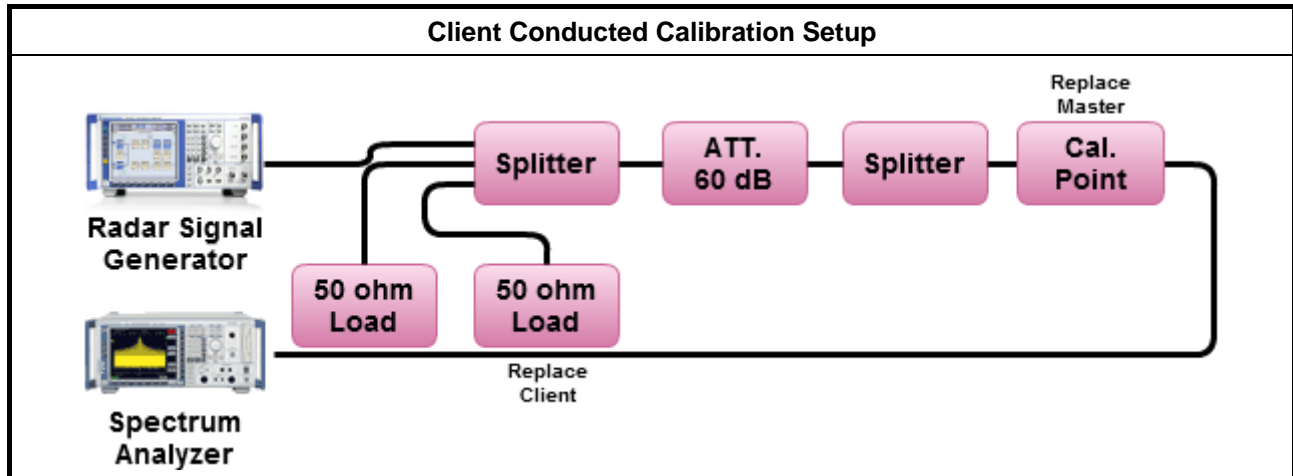 Client Conducted Calibration Setup
Replace
Master
Splitter
ATT.
60 dB
Splitter
Cal.
Point
Radar Signal
Generator
50 ohm
Load
50 ohm
Load
Replace
Client
Spectrum
Analyzer